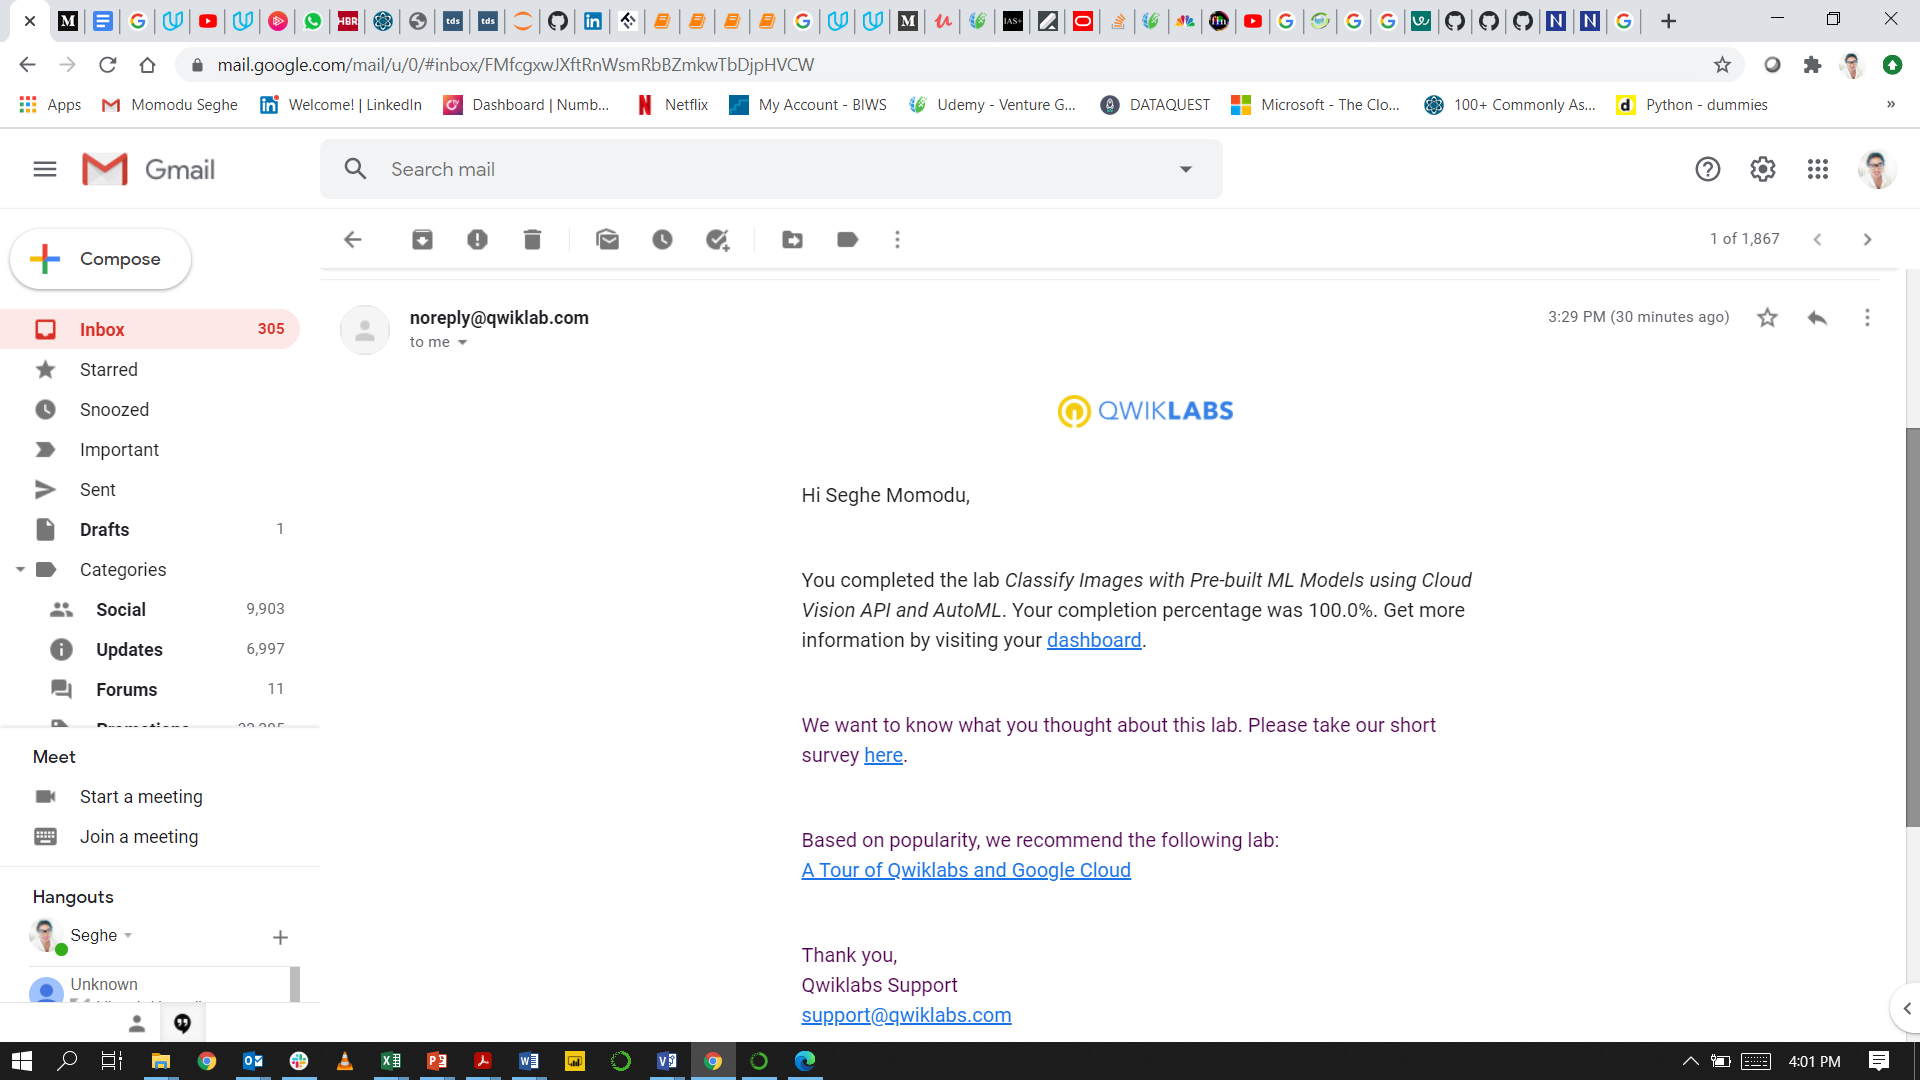 mail.google.com/mail/u/0/#inbox/FMfcgxwJXftRnWsmRbBZmkwTbDjpHVCW
Apps Momodu Seghe Welcome! | LinkedIn Dashboard | Numb... Netflix My Account - BIWS Udemy - Venture G... DATAQUEST Microsoft - The Clo... 100+ Commonly As... Python - dummies »
Gmail
Search mail
Compose
1 of 1,867
Inbox 305
Starred
Snoozed
Important
Sent
Drafts 1
Categories
Social 9,903
Updates 6,997
Forums 11
Meet
Start a meeting
Join a meeting
Hangouts
Seghe
Unknown
noreply@qwiklab.com
to me
3:29 PM (30 minutes ago)
QWIKLABS
Hi Seghe Momodu,
You completed the lab Classify Images with Pre-built ML Models using Cloud
Vision API and AutoML. Your completion percentage was 100.0%. Get more
information by visiting your dashboard.
We want to know what you thought about this lab. Please take our short
survey here.
Based on popularity, we recommend the following lab:
A Tour of Qwiklabs and Google Cloud
Thank you,
Qwiklabs Support
support@qwiklabs.com
4:01 PM